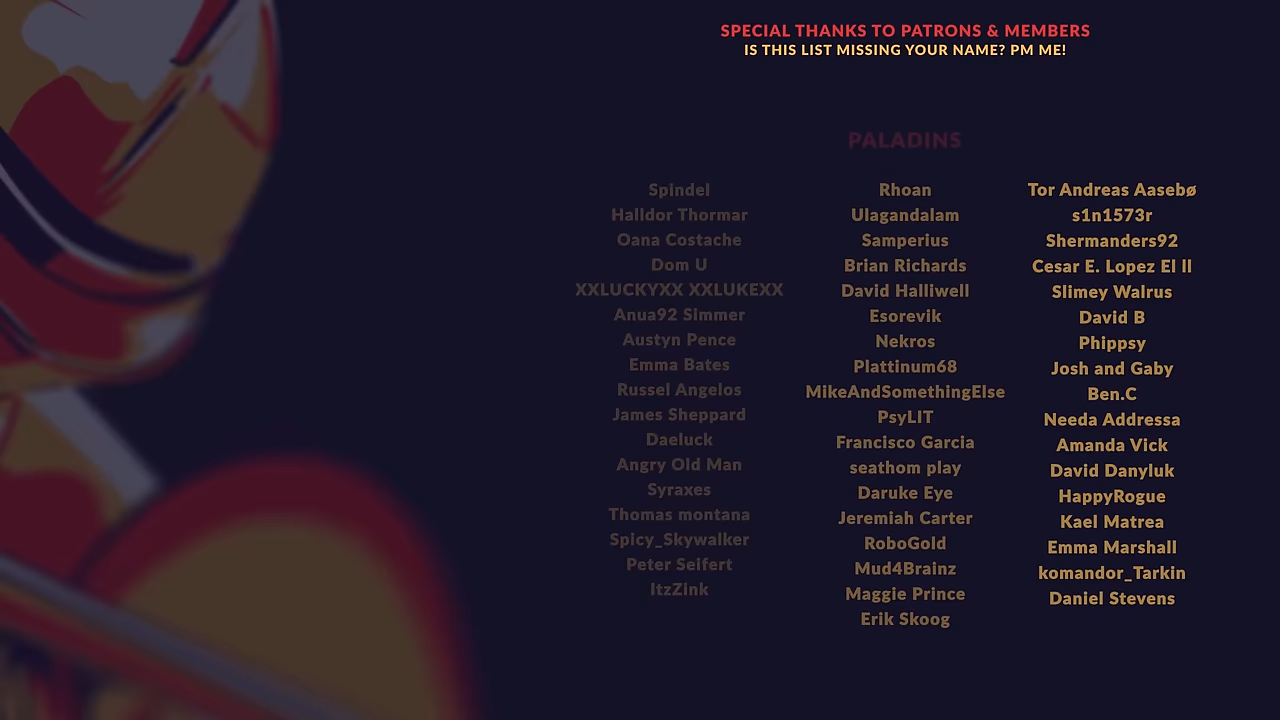 SPECIAL THANKS TO PATRONS & MEMBERS
IS THIS LIST MISSING YOUR NAME? PM ME!
PALADINS
Spindel
Halldor Thormar
Oana Costache
Dom U
XXLUCKYXX XXLUKEXX
Anua92 Simmer
Austyn Pence
Emma Bates
Russel Angelos
James Sheppard
Daeluck
Angry Old Man
Syraxes
Thomas montana
Spicy_Skywalker
Peter Seifert
ItzZink
Rhoan
Ulagandalam
Samperius
Brian Richards
David Halliwell
Esorevik
Nekros
Plattinum68
MikeAndSomethingElse
PsyLIT
Francisco Garcia
seathom play
Daruke Eye
Jeremiah Carter
RoboGold
Mud4Brainz
Maggie Prince
Erik Skoog
Tor Andreas Aasebø
s1n1573r
Shermanders92
Cesar E. Lopez El ll
Slimey Walrus
David B
Phippsy
Josh and Gaby
Ben.C
Needa Addressa
Amanda Vick
David Danyluk
HappyRogue
Kael Matrea
Emma Marshall
komandor_Tarkin
Daniel Stevens